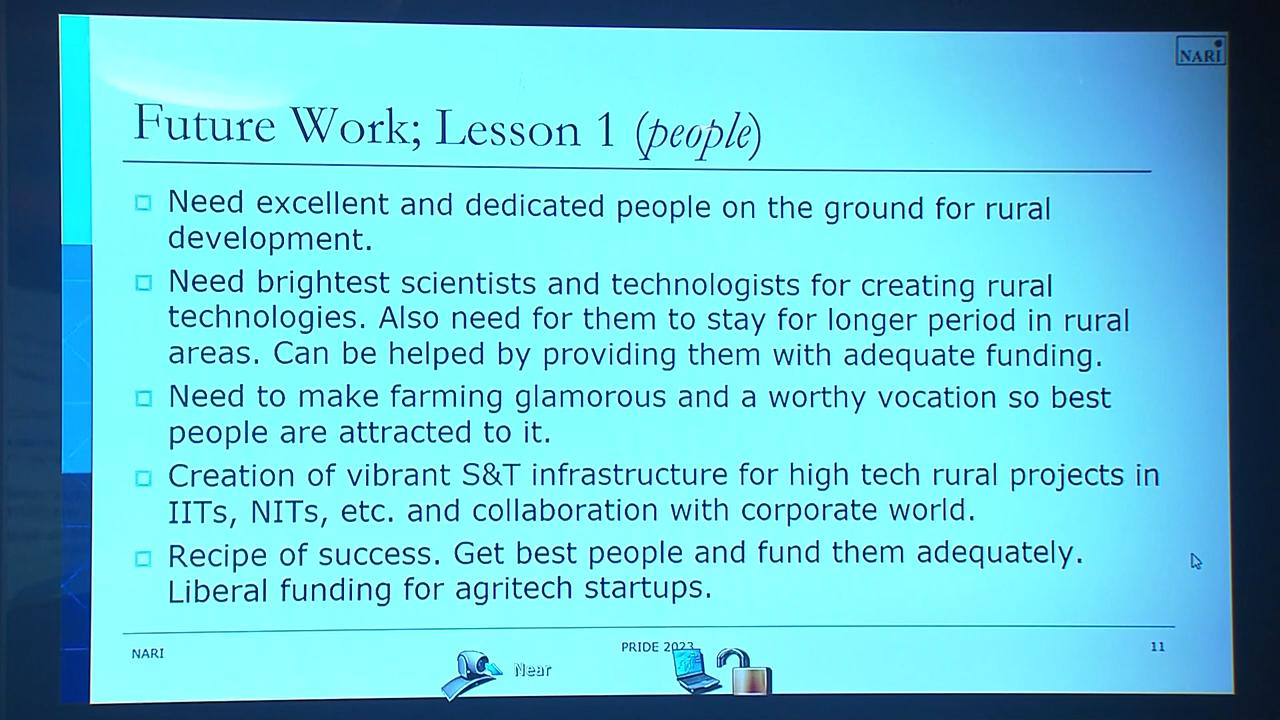 NARI
Future Work; Lesson 1 (people)
Need excellent and dedicated people on the ground for rural
development.
Need brightest scientists and technologists for creating rural
technologies. Also need for them to stay for longer period in rural
areas. Can be helped by providing them with adequate funding.
Need to make farming glamorous and a worthy vocation so best
people are attracted to it.
Creation of vibrant S&T infrastructure for high tech rural projects in
IITs, NITs, etc. and collaboration with corporate world.
Recipe of success. Get best people and fund them adequately.
Liberal funding for agritech startups.
NARI
PRIDE 2023
11
Near